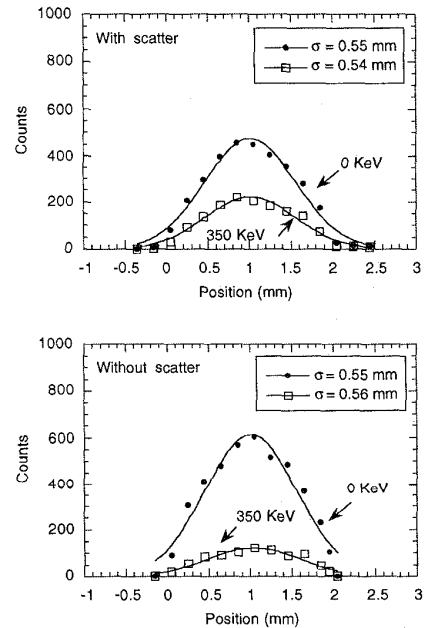 1000
800
600
400
200
0
Counts
With scatter
σ = 0.55 mm
σ = 0.54 mm
0 KeV
350 KeV
-1 -0.5 0 0.5 1 1.5 2 2.5 3
Position (mm)
1000
800
600
400
200
0
Counts
Without scatter
σ = 0.55 mm
σ = 0.56 mm
350 KeV
0 KeV
-1 -0.5 0 0.5 1 1.5 2 2.5 3
Position (mm)